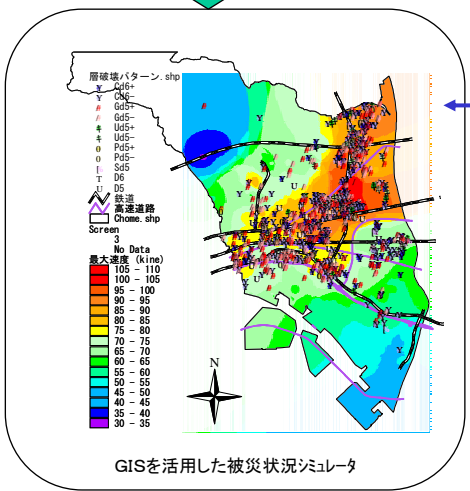 層破壊パターン.shp
Cd6+
Cd6-
Gd5+
Gd5-
Ud5+
Ud5-
Pd5+
Pd5-
Sd5
D6
D5
鉄道
高速道路
Chome.shp
Screen
3
No Data
最大速度 (kine)
105 - 110
100 - 105
95 - 100
90 - 95
85 - 90
80 - 85
75 - 80
70 - 75
65 - 70
60 - 65
55 - 60
50 - 55
45 - 50
40 - 45
35 - 40
30 - 35
N
GISを活用した被災状況シミュレータ